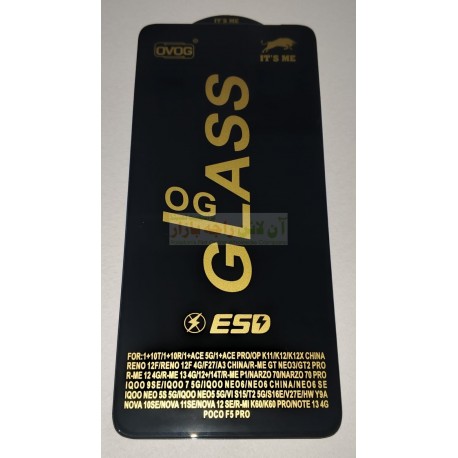 IT'S ME
OVOG
IT'S ME
OG GLASS
آن لائن راجہ بازار
ESD
FOR:1+10T/1+10R/1+ACE 5G/1+ACE PRO/OP K11/K12/K12X CHINA
RENO 12F/RENO 12F 4G/F27/A3 CHINA/R-ME GT NEO3/GT2 PRO
R-ME 12 4G/R-ME 13 4G/12+/14T/R-ME P1/NARZO 70/NARZO 70 PRO
IQOO 9SE/IQOO 7 5G/IQOO NEO6/NEO6 CHINA/NEO6 SE
IQOO NEO 5S 5G/IQOO NEO5 5G/VI S15/T2 5G/S16E/V27E/HW Y9A
NOVA 10SE/NOVA 11SE/NOVA 12 SE/R-MI K60/K60 PRO/NOTE 13 4G
POCO F5 PRO